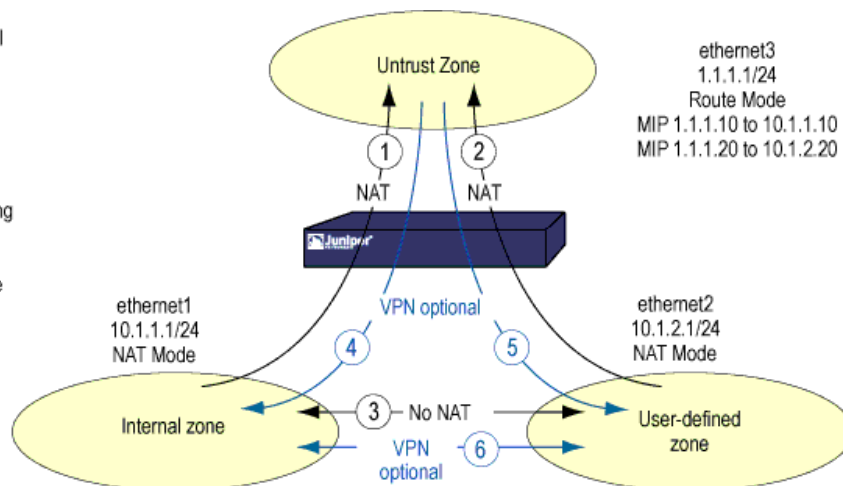 Untrust Zone
ethernet3
1.1.1.1/24
Route Mode
MIP 1.1.1.10 to 10.1.1.10
MIP 1.1.1.20 to 10.1.2.20
1
2
NAT
NAT
Juniper
VPN optional
ethernet1
10.1.1.1/24
NAT Mode
ethernet2
10.1.2.1/24
NAT Mode
4
5
Internal zone
3
No NAT
User-defined
zone
VPN
optional
6